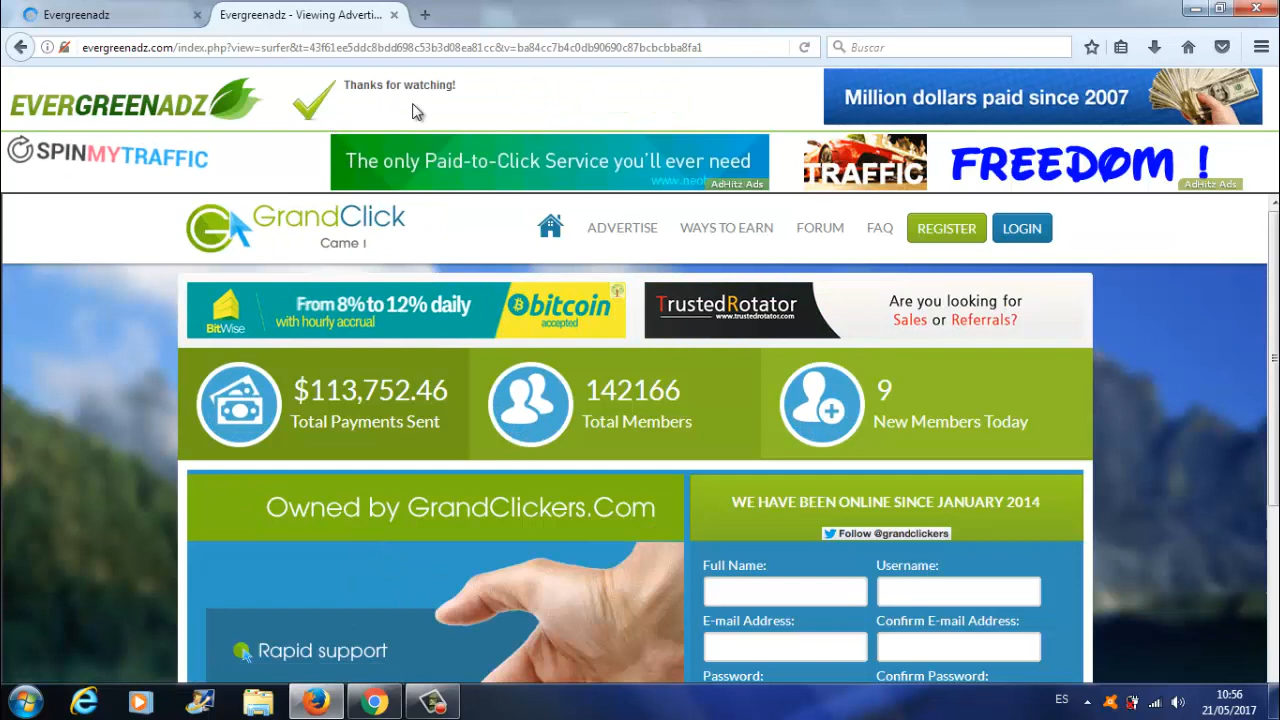 Evergreenadz
Evergreenadz - Viewing Adverti...
evergreenadz.com/index.php?view=surfer&t=43f61ee5ddc8bdd698c53b3d08ea81cc&v=ba84cc7b4c0db90690c87bcbcbba8fa1
Buscar
EVERGREENADZ
Thanks for watching!
Million dollars paid since 2007
SPINMYTRAFFIC
The only Paid-to-Click Service you'll ever need
AdHitz Ads
TRAFFIC
FREEDOM !
AdHitz Ads
GrandClick
Came i
ADVERTISE
WAYS TO EARN
FORUM
FAQ
REGISTER
LOGIN
BitWise
From 8% to 12% daily
with hourly accrual
bitcoin
accepted
TrustedRotator
www.trustedrotator.com
Are you looking for
Sales or Referrals?
$113,752.46
Total Payments Sent
142166
Total Members
9
New Members Today
Owned by GrandClickers.Com
WE HAVE BEEN ONLINE SINCE JANUARY 2014
Follow @grandclickers
Full Name:
Username:
E-mail Address:
Confirm E-mail Address:
Password:
Confirm Password:
Rapid support
ES
10:56
21/05/2017